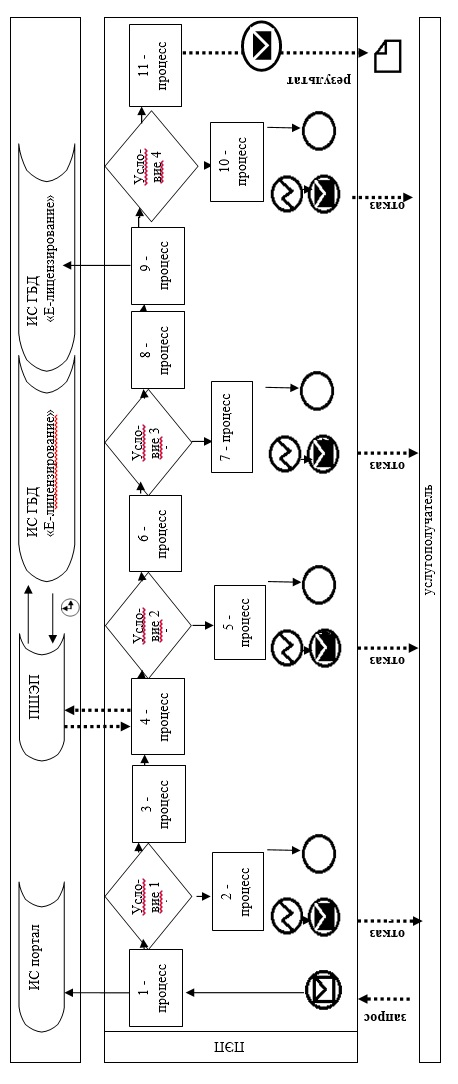 ИС портал
ПШЭП
ИС ГБД
«Е-лицензирование»
ИС ГБД
«Е-лицензирование»
ПЭП
1 -
процесс
Усло-
вие 1
2 -
процесс
3 -
процесс
4 -
процесс
Усло-
вие 2
5 -
процесс
6 -
процесс
Усло-
вие 3
7 - процесс
8 -
процесс
9 -
процесс
Усло-
вие 4
10 -
процесс
11 -
процесс
запрос
отказ
отказ
отказ
отказ
результат
услугополучатель